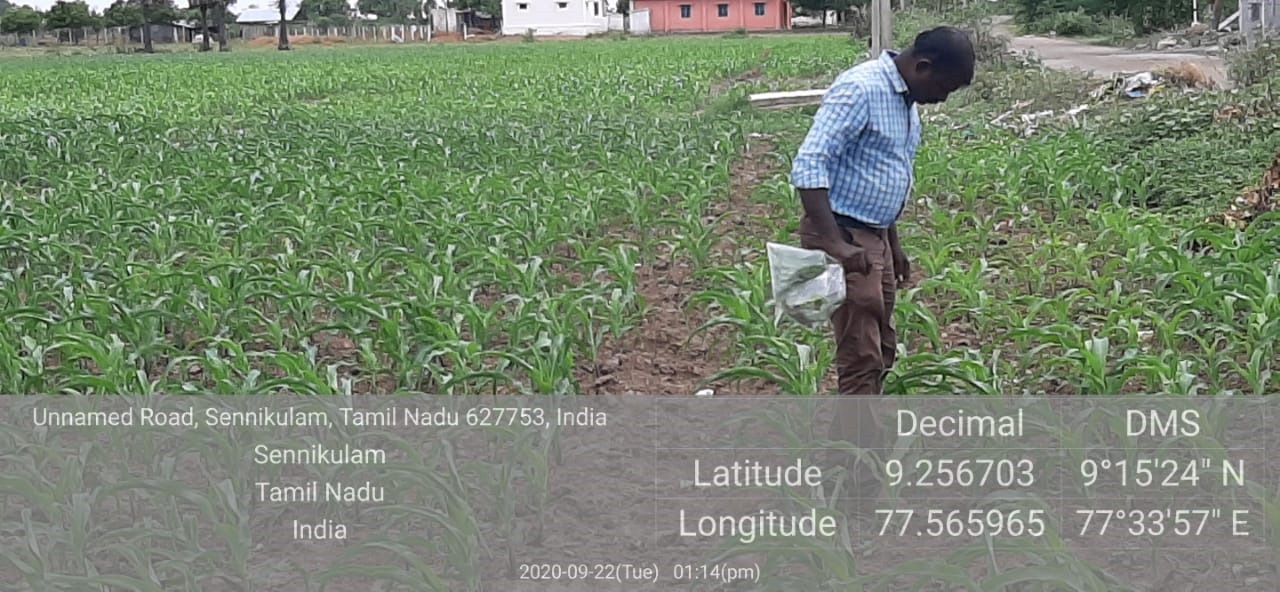 Unnamed Road, Sennikulam, Tamil Nadu 627753, India
Sennikulam
Tamil Nadu
India
Decimal DMS
Latitude 9.256703 9°15'24" N
Longitude 77.565965 77°33'57" E
2020-09-22(Tue) 01:14(pm)